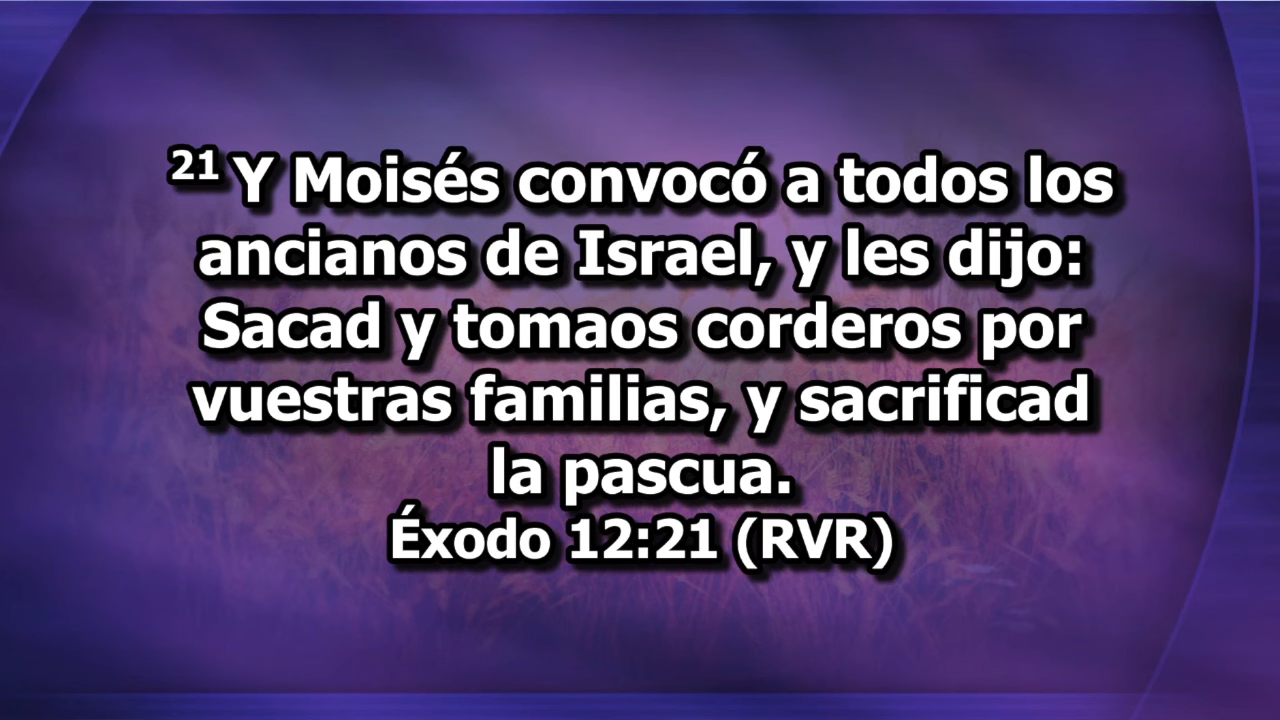 21 Y Moisés convocó a todos los
ancianos de Israel, y les dijo:
Sacad y tomaos corderos por
vuestras familias, y sacrificad
la pascua.
Éxodo 12:21 (RVR)